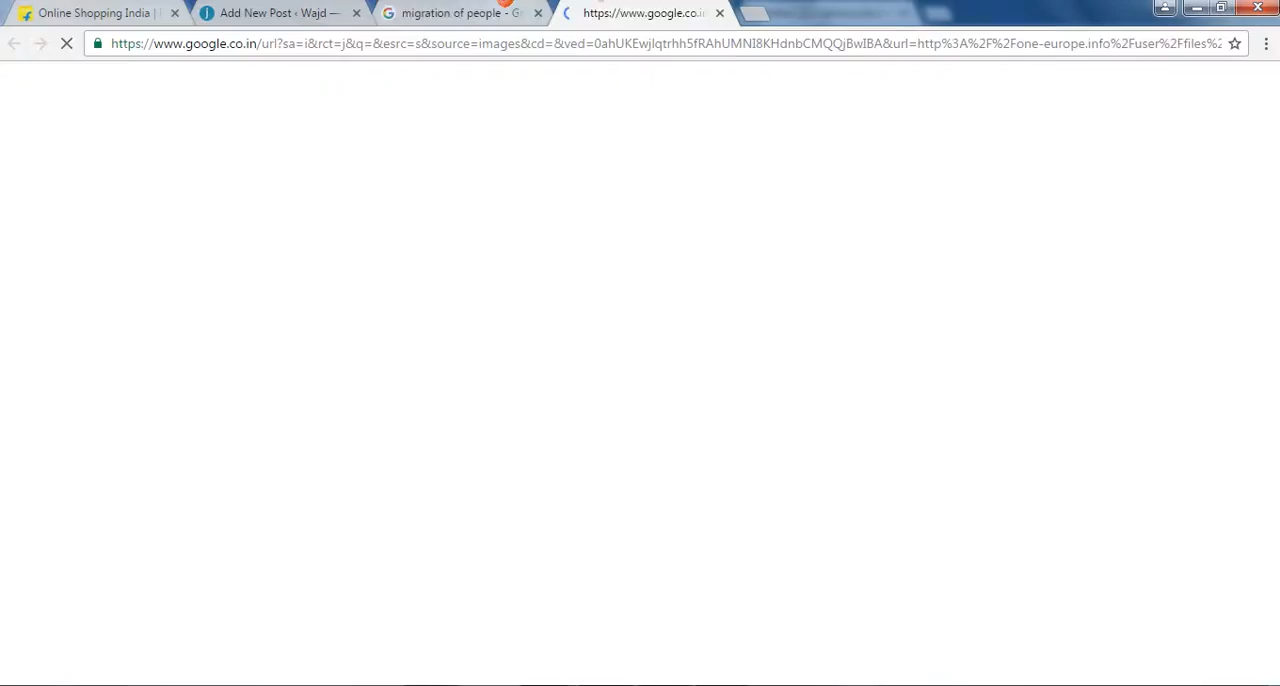 Online Shopping India |
Add New Post ‹ Wajd —
migration of people - G
https://www.google.co.in
https://www.google.co.in/url?sa=i&rct=j&q=&esrc=s&source=images&cd=&ved=0ahUKEwjlqtrhh5fRAhUMNI8KHdnbCMQQjBwIBA&url=http%3A%2F%2Fone-europe.info%2Fuser%2Ffiles%2